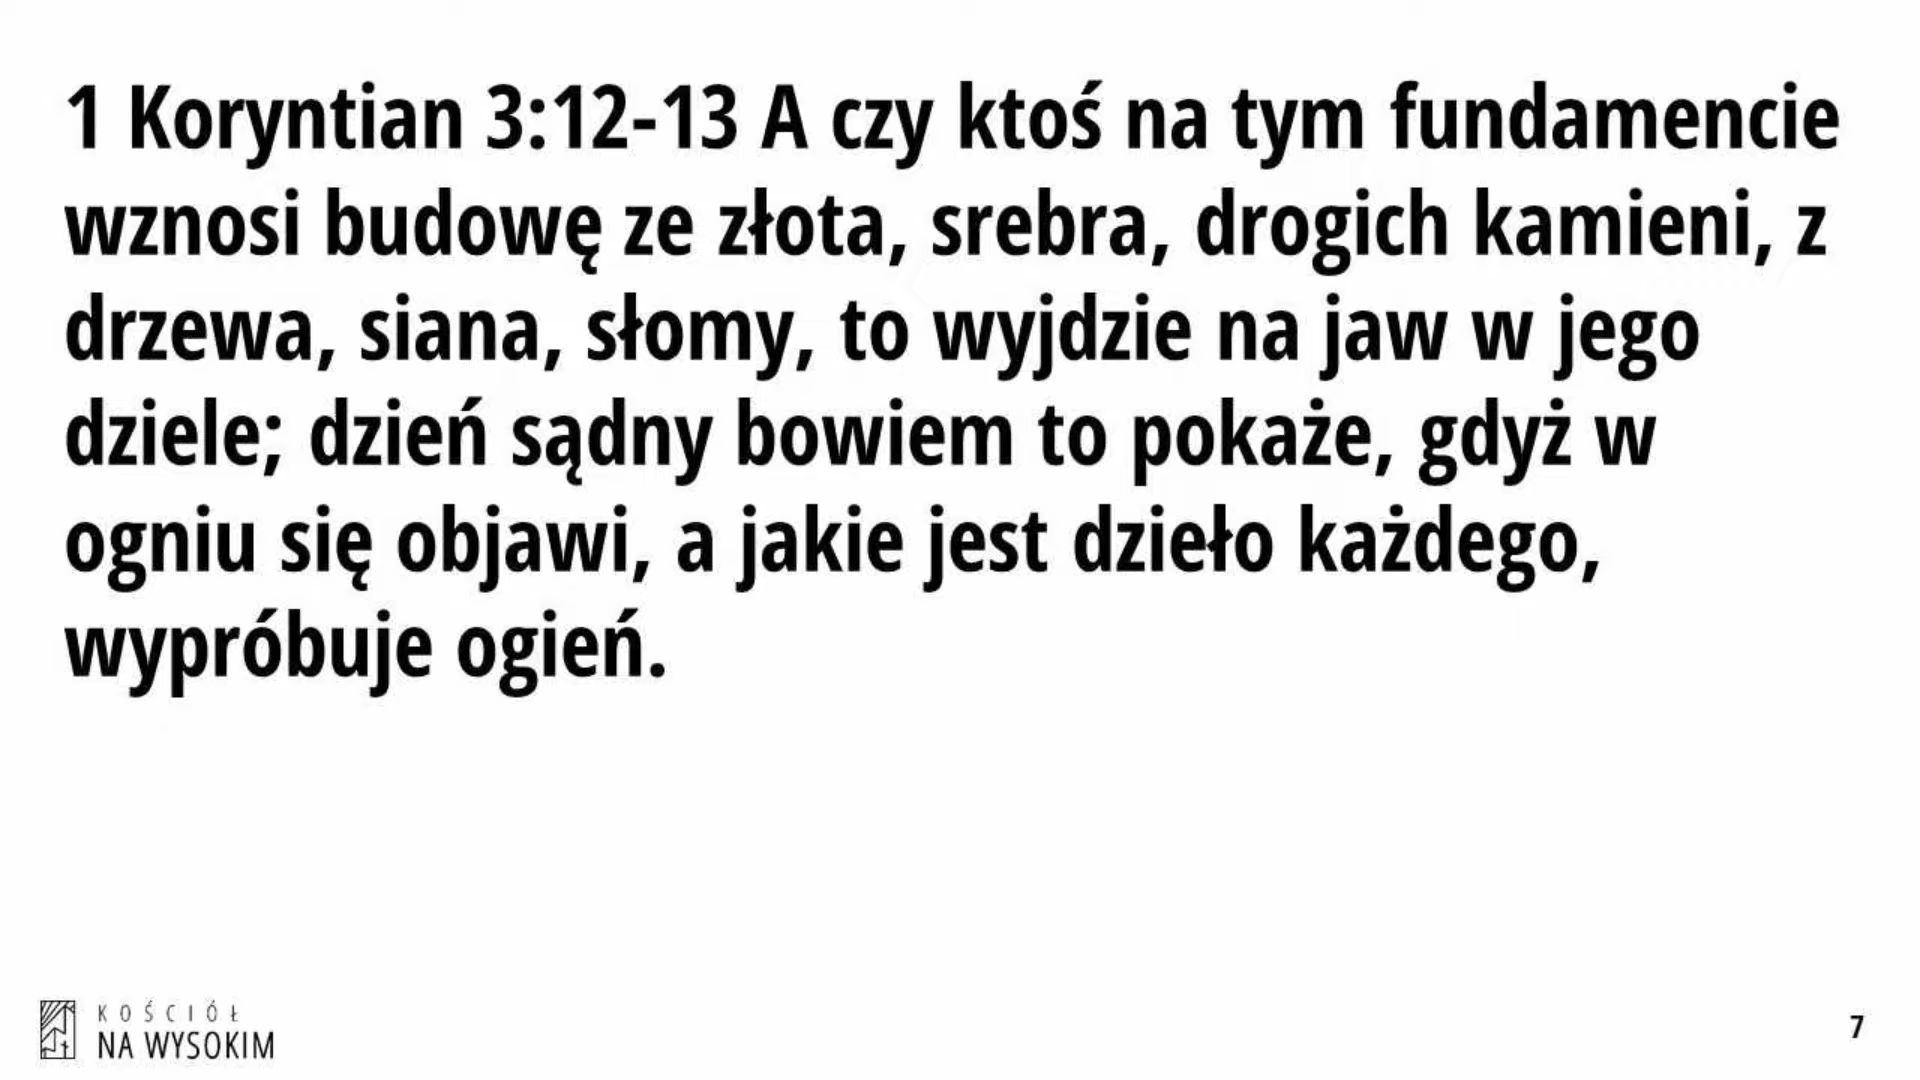 1 Koryntian 3:12-13 A czy ktoś na tym fundamencie
wznosi budowę ze złota, srebra, drogich kamieni, z
drzewa, siana, słomy, to wyjdzie na jaw w jego
dziele; dzień sądny bowiem to pokaże, gdyż w
ogniu się objawi, a jakie jest dzieło każdego,
wypróbuje ogień.
KOŚCIÓŁ
NA WYSOKIM
7